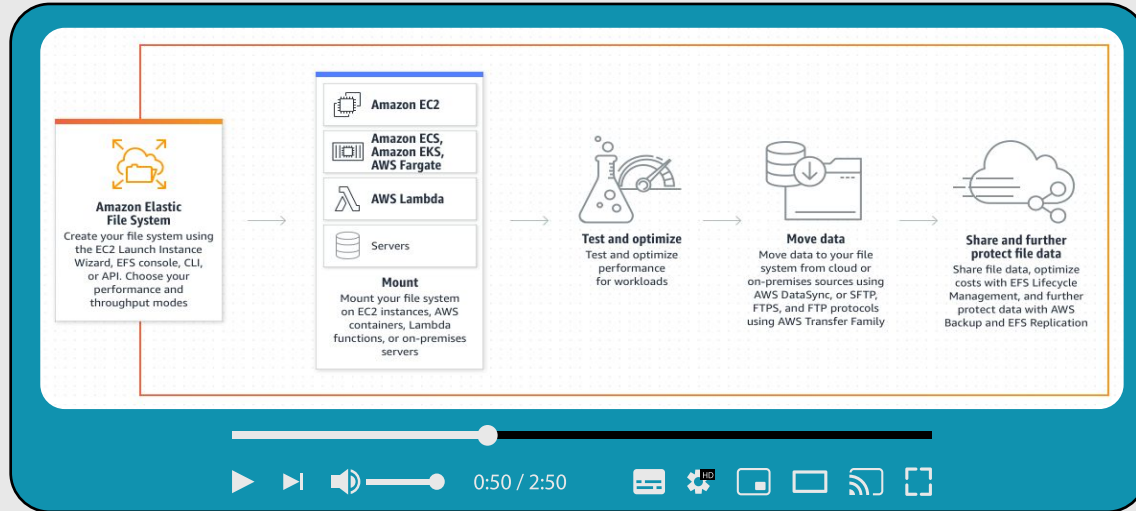 Amazon Elastic
File System
Create your file system using
the EC2 Launch Instance
Wizard, EFS console, CLI,
or API. Choose your
performance and
throughput modes
Amazon EC2
Amazon ECS,
Amazon EKS,
AWS Fargate
AWS Lambda
Servers
Mount
Mount your file system
on EC2 instances, AWS
containers, Lambda
functions, or on-premises
servers
Test and optimize
Test and optimize
performance
for workloads
Move data
Move data to your file
system from cloud or
on-premises sources using
AWS DataSync, or SFTP,
FTPS, and FTP protocols
using AWS Transfer Family
Share and further
protect file data
Share file data, optimize
costs with EFS Lifecycle
Management, and further
protect data with AWS
Backup and EFS Replication
0:50 / 2:50
HD